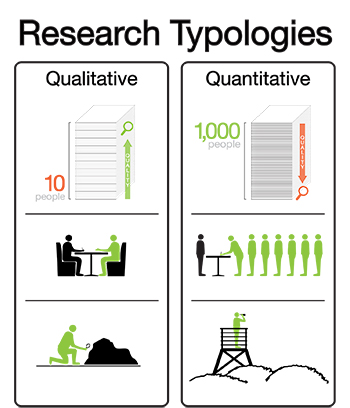 Research Typologies
Qualitative
10
people
QUALITY
Quantitative
1,000
people
QUALITY